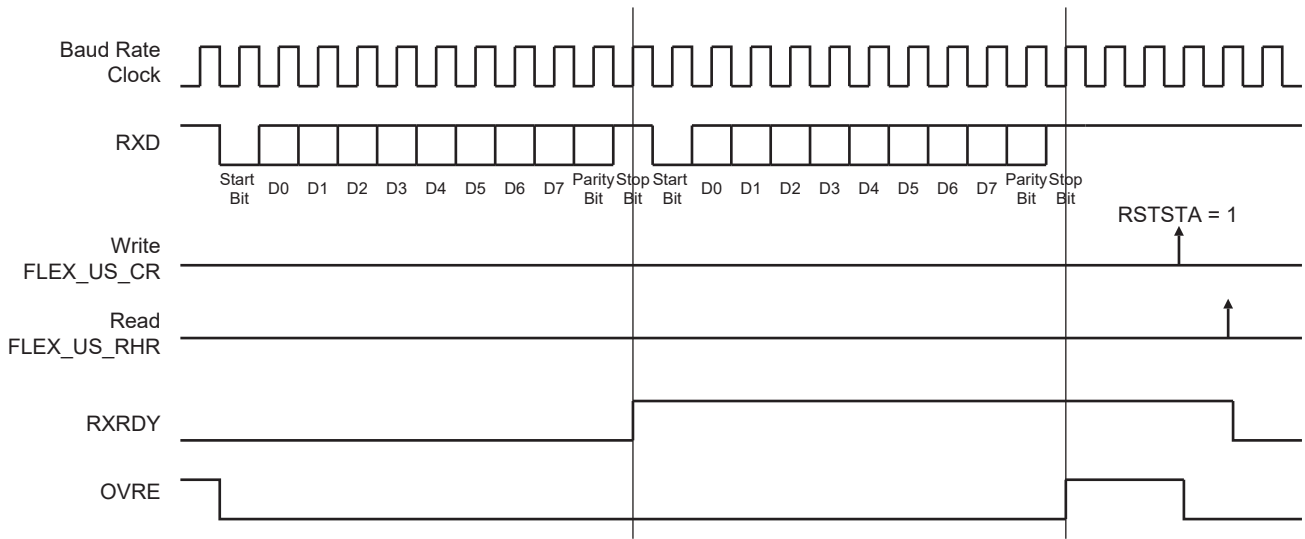 Baud Rate
Clock
RXD
Start
Bit
D0
D1
D2
D3
D4
D5
D6
D7
Parity
Bit
Stop
Bit
Start
Bit
D0
D1
D2
D3
D4
D5
D6
D7
Parity
Bit
Stop
Bit
RSTSTA = 1
Write
FLEX_US_CR
Read
FLEX_US_RHR
RXRDY
OVRE